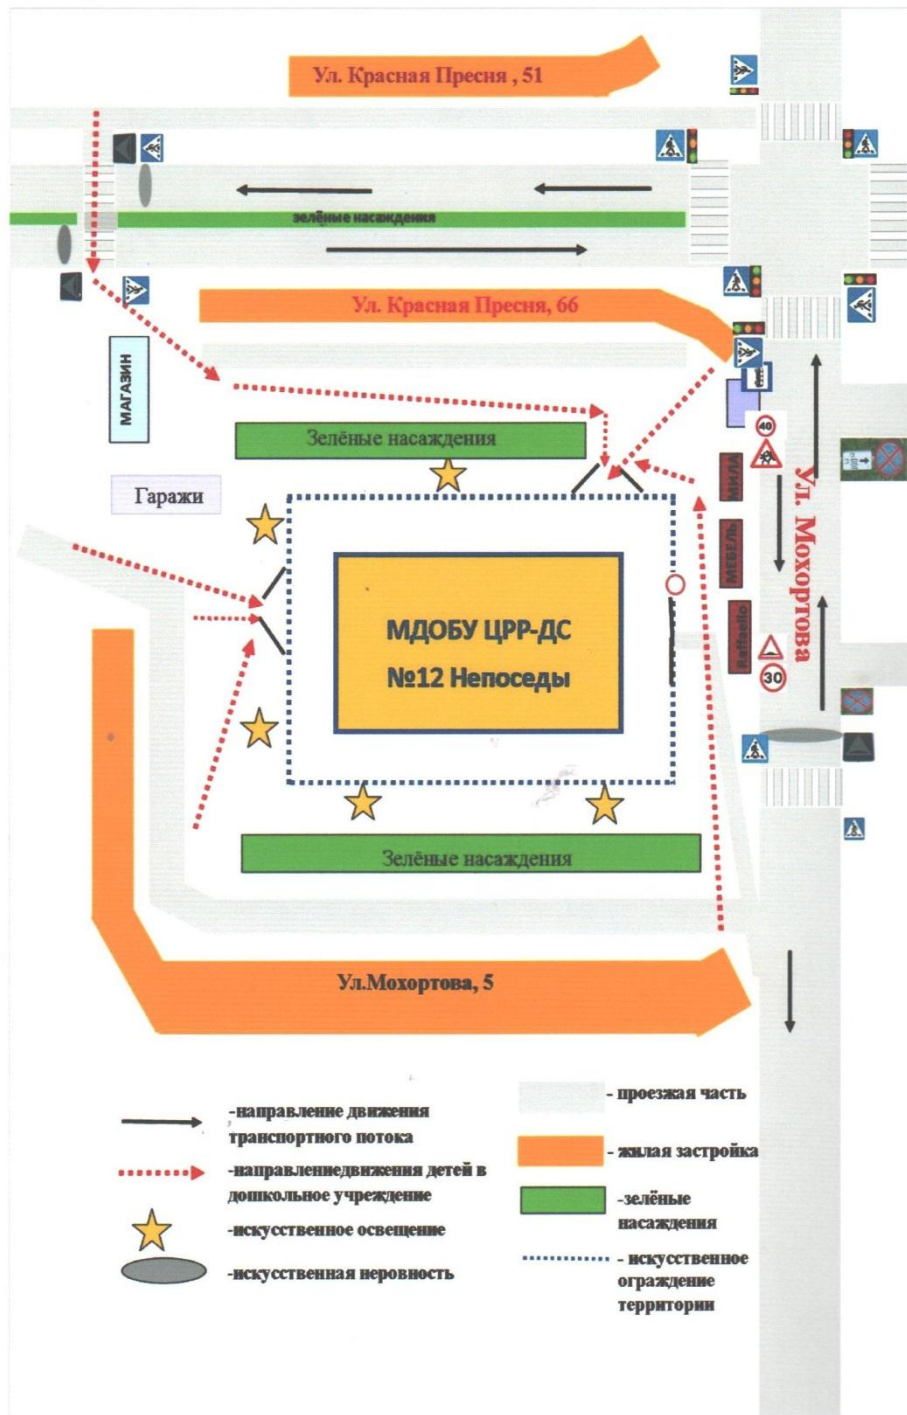 Ул. Красная Пресня , 51
зелёные насаждения
Ул. Красная Пресня, 66
МАГАЗИН
Зелёные насаждения
40
МИЛА
Гаражи
Ул. Мохортова
МЕБЕЛЬ
МДОБУ ЦРР-ДС
№12 Непоседы
Raffaello
30
Зелёные насаждения
Ул.Мохортова, 5
-направление движения
транспортного потока
-направлениедвижения детей в
дошкольное учреждение
-искусственное освещение
-искусственная неровность
- проезжая часть
- жилая застройка
-зелёные
насаждения
- искусственное
ограждение
территории